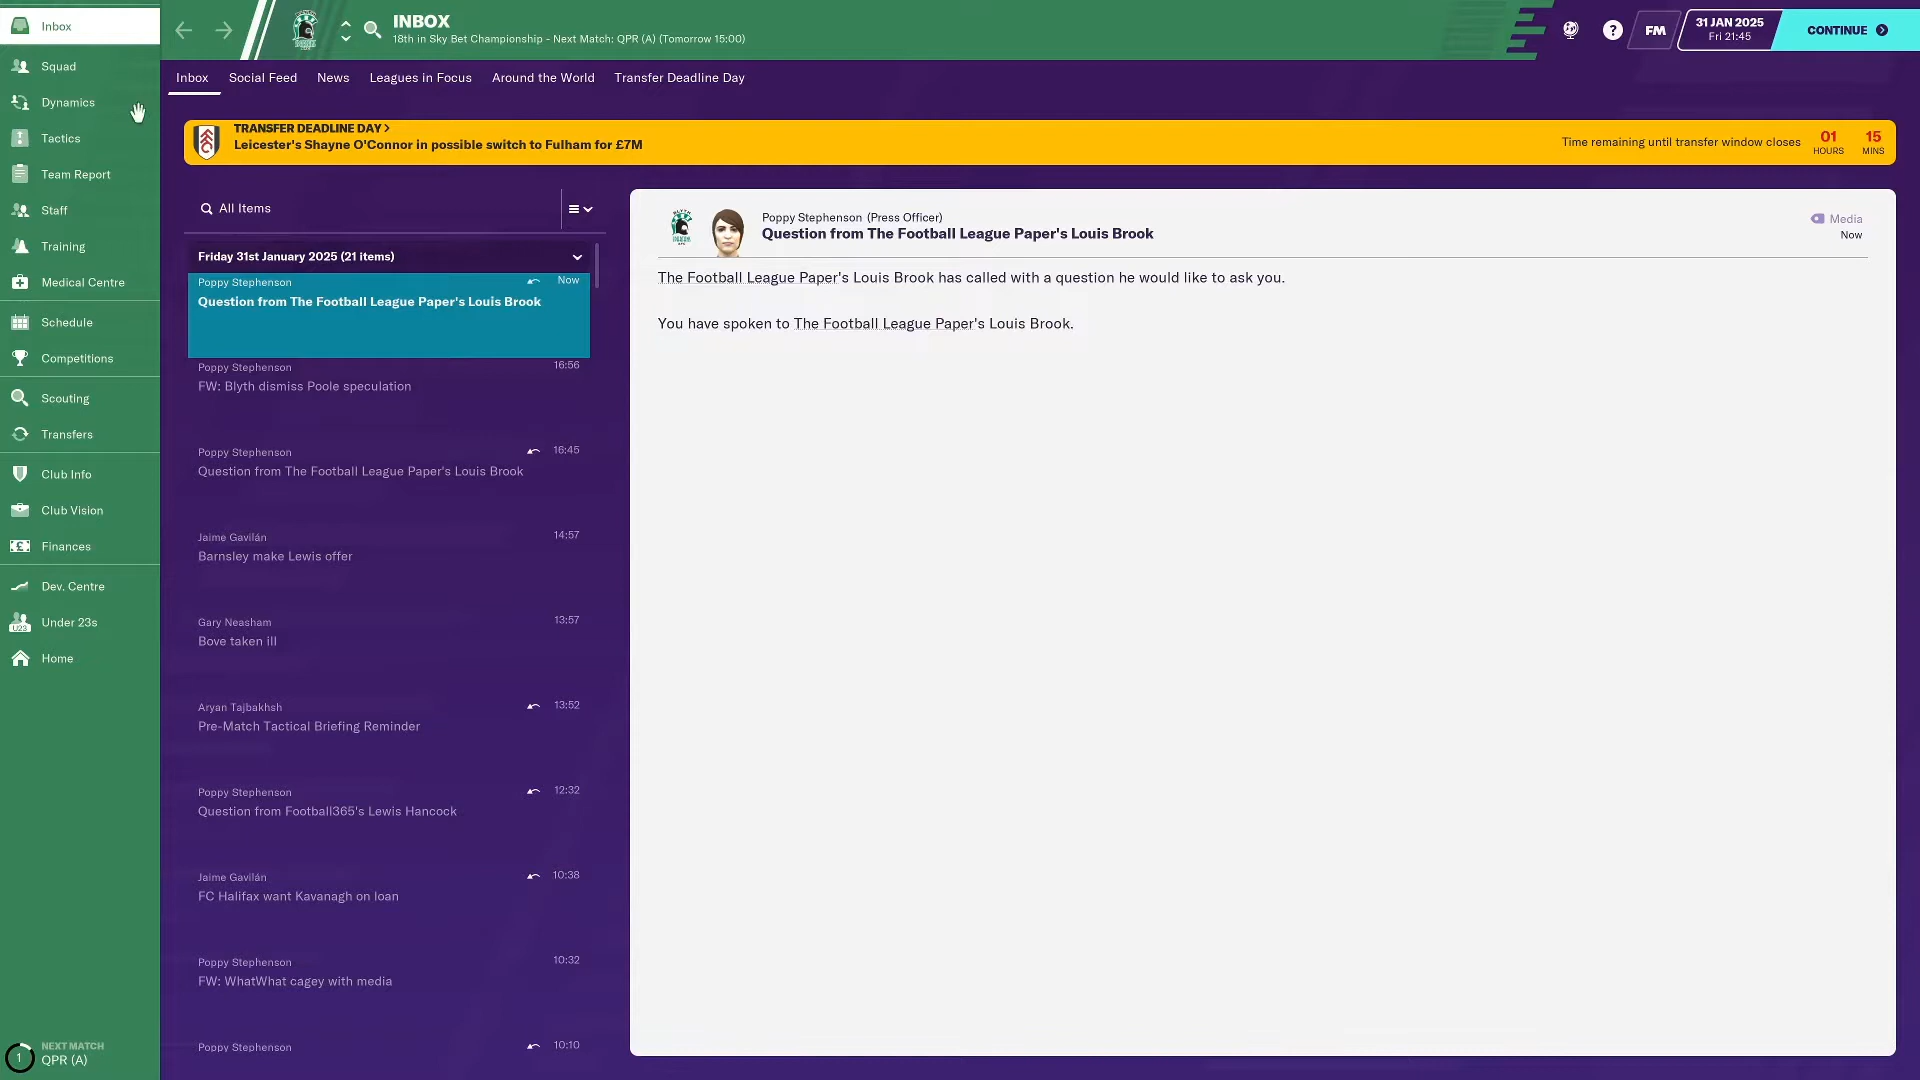 Inbox
Squad
Dynamics
Tactics
Team Report
Staff
Training
Medical Centre
Schedule
Competitions
Scouting
Transfers
Club Info
Club Vision
Finances
Dev. Centre
U23
Under 23s
Home
1
NEXT MATCH
QPR (A)
INBOX
18th in Sky Bet Championship - Next Match: QPR (A) (Tomorrow 15:00)
?
FM
31 JAN 2025
Fri 21:45
CONTINUE
Inbox
Social Feed
News
Leagues in Focus
Around the World
Transfer Deadline Day
TRANSFER DEADLINE DAY >
Leicester's Shayne O'Connor in possible switch to Fulham for £7M
Time remaining until transfer window closes
01
HOURS
15
MINS
All Items
Friday 31st January 2025 (21 items)
Poppy Stephenson
Now
Question from The Football League Paper's Louis Brook
Poppy Stephenson
16:56
FW: Blyth dismiss Poole speculation
Poppy Stephenson
16:45
Question from The Football League Paper's Louis Brook
Jaime Gavilán
14:57
Barnsley make Lewis offer
Gary Neasham
13:57
Bove taken ill
Aryan Tajbakhsh
13:52
Pre-Match Tactical Briefing Reminder
Poppy Stephenson
12:32
Question from Football365's Lewis Hancock
Jaime Gavilán
10:38
FC Halifax want Kavanagh on loan
Poppy Stephenson
10:32
FW: WhatWhat cagey with media
Poppy Stephenson
10:10
Poppy Stephenson (Press Officer)
Question from The Football League Paper's Louis Brook
Media
Now
The Football League Paper's Louis Brook has called with a question he would like to ask you.
You have spoken to The Football League Paper's Louis Brook.